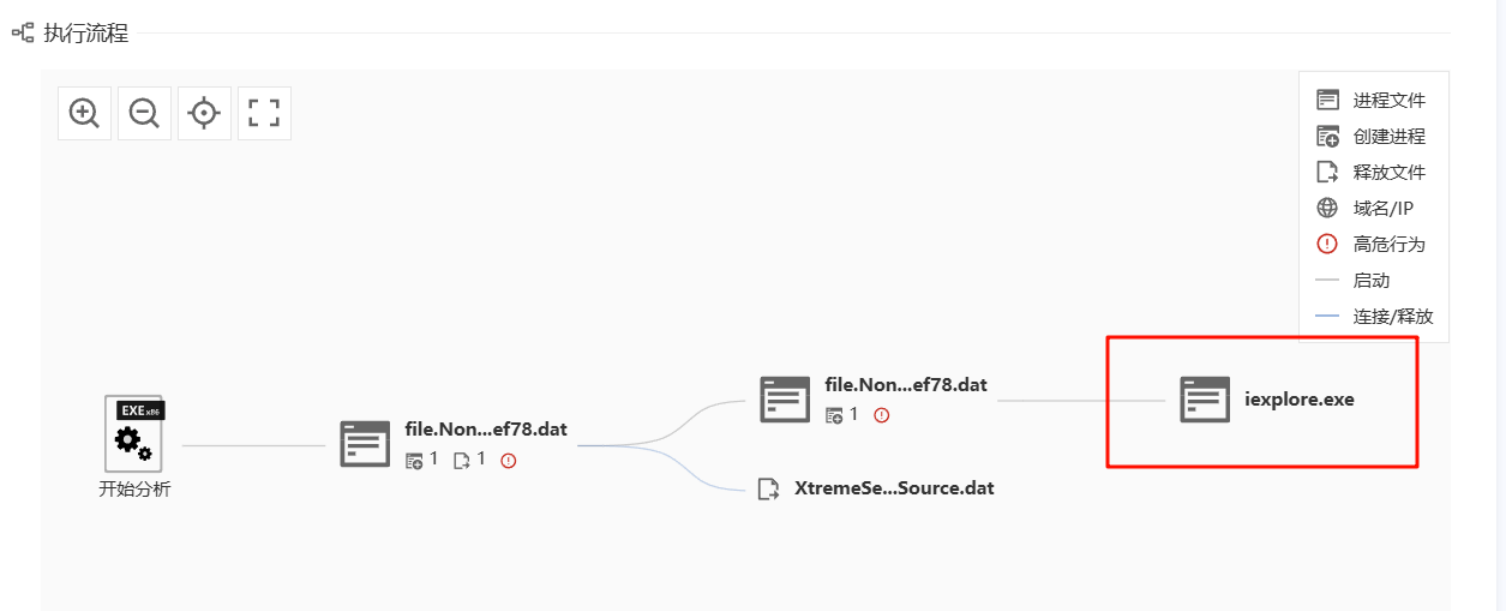 执行流程
进程文件
创建进程
释放文件
域名/IP
高危行为
启动
连接/释放
EXE x86
开始分析
file.Non...ef78.dat
1 1
file.Non...ef78.dat
1
XtremeSe...Source.dat
iexplore.exe